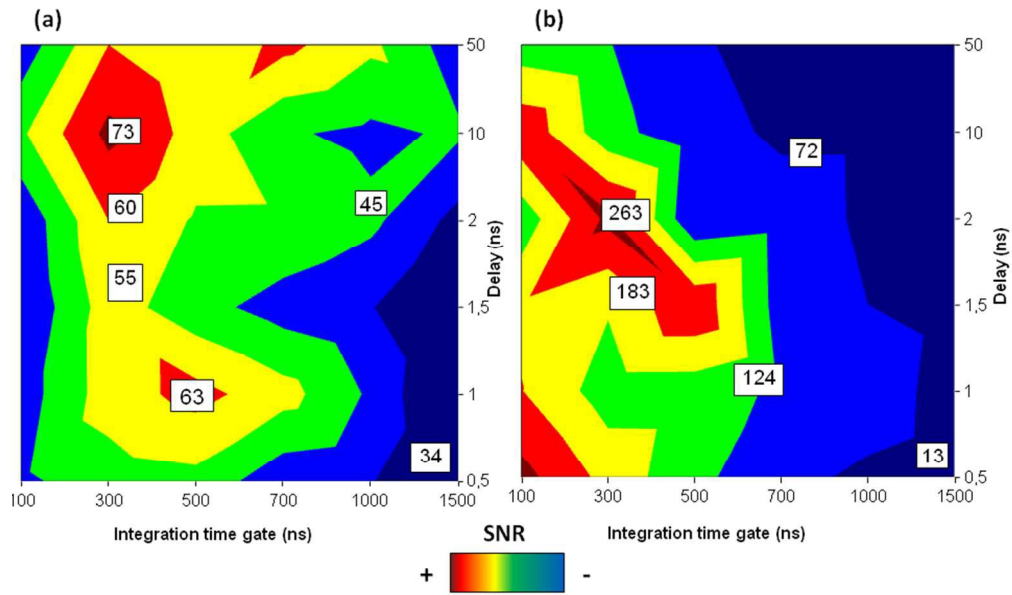 (a) (b)
50 50
73 10 72 10
60 45 263 2 2
55 183 1,5 1,5
63 124 1 1
34 0,5 13 0,5
Delay (ns) Delay (ns)
100 300 500 700 1000 1500 100 300 500 700 1000 1500
Integration time gate (ns) Integration time gate (ns)
SNR
+ -